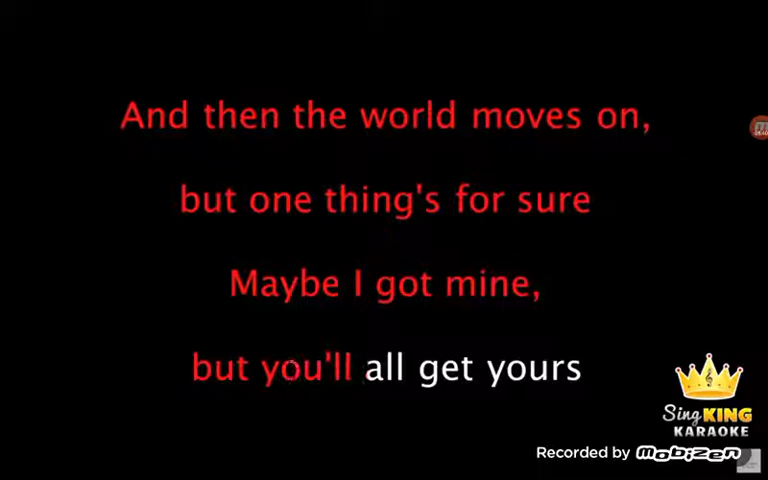 And then the world moves on,
but one thing's for sure
Maybe I got mine,
but you'll all get yours
Sing KING
KARAOKE
Recorded by Mobizen